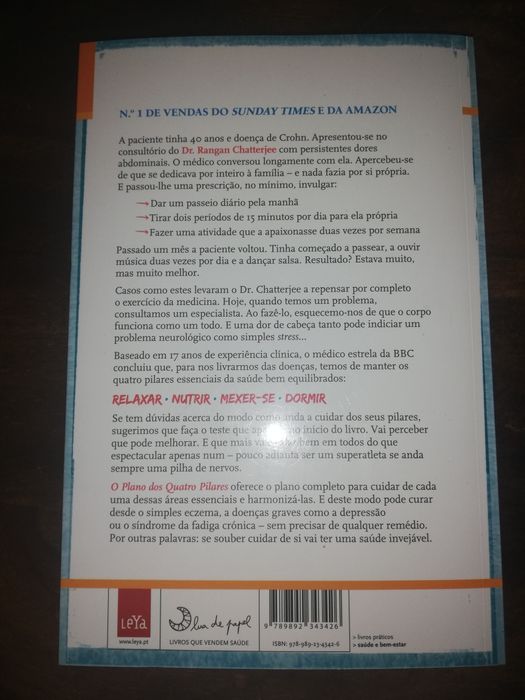 N.º 1 DE VENDAS DO SUNDAY TIMES E DA AMAZON
A paciente tinha 40 anos e doença de Crohn. Apresentou-se no
consultório do Dr. Rangan Chatterjee com persistentes dores
abdominais. O médico conversou longamente com ela. Apercebeu-se
de que se dedicava por inteiro à família – e nada fazia por si própria.
E passou-lhe uma prescrição, no mínimo, invulgar:
Dar um passeio diário pela manhã
Tirar dois períodos de 15 minutos por dia para ela própria
Fazer uma atividade que a apaixonasse duas vezes por semana
Passado um mês a paciente voltou. Tinha começado a passear, a ouvir
música duas vezes por dia e a dançar salsa. Resultado? Estava muito,
mas muito melhor.
Casos como estes levaram o Dr. Chatterjee a repensar por completo
o exercício da medicina. Hoje, quando temos um problema,
consultamos um especialista. Ao fazê-lo, esquecemo-nos de que o corpo
funciona como um todo. E uma dor de cabeça tanto pode indiciar um
problema neurológico como simples stress...
Baseado em 17 anos de experiência clínica, o médico estrela da BBC
concluiu que, para nos livrarmos das doenças, temos de manter os
quatro pilares essenciais da saúde bem equilibrados:
RELAXAR · NUTRIR · MEXER-SE · DORMIR
Se tem dúvidas acerca do modo como anda a cuidar dos seus pilares,
sugerimos que faça o teste que no início do livro. Vai perceber
que pode melhorar. E que mais bem em todos do que
espectacular apenas num – pouco adianta ser um superatleta se anda
sempre uma pilha de nervos.
O Plano dos Quatro Pilares oferece o plano completo para cuidar de cada
uma dessas áreas essenciais e harmonizá-las. E deste modo pode curar
desde o simples eczema, a doenças graves como a depressão
ou o síndrome da fadiga crónica – sem precisar de qualquer remédio.
Por outras palavras: se souber cuidar de si vai ter uma saúde invejável.
LeYa
www.leya.pt
lua de papel
LIVROS QUE VENDEM SAÚDE
9 789892 343426
ISBN: 978-989-23-4342-6
> livros práticos
> saúde e bem-estar